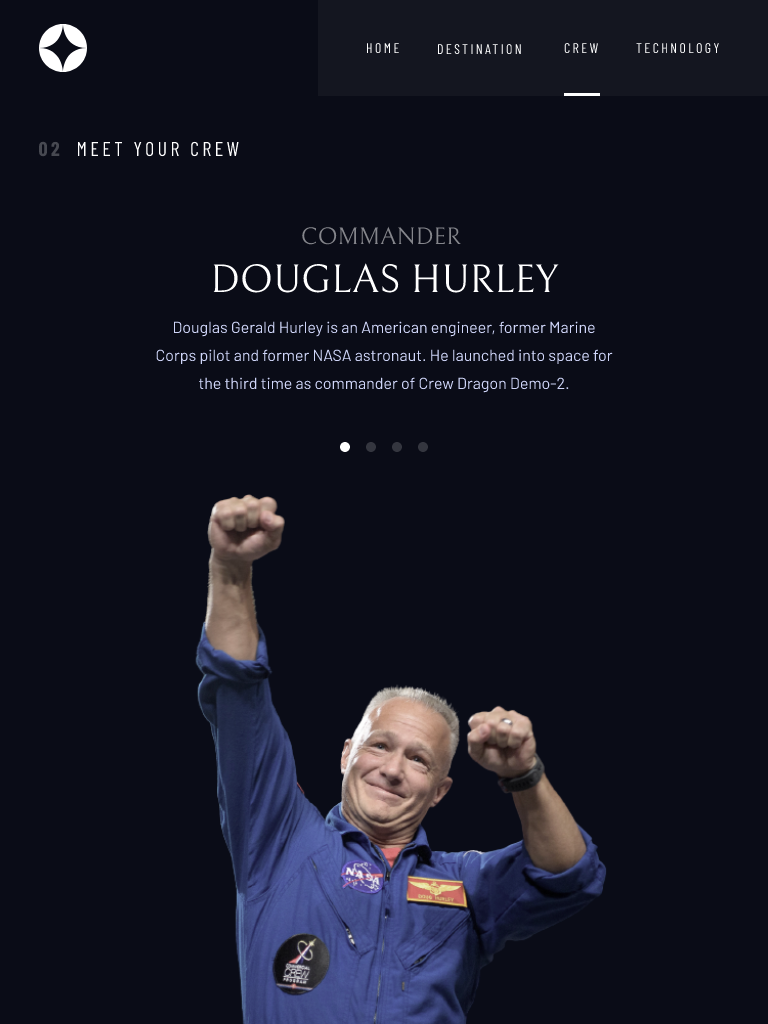 HOME DESTINATION CREW TECHNOLOGY
02 MEET YOUR CREW
COMMANDER
DOUGLAS HURLEY
Douglas Gerald Hurley is an American engineer, former Marine
Corps pilot and former NASA astronaut. He launched into space for
the third time as commander of Crew Dragon Demo-2.
NASA
CREW
PROGRAM